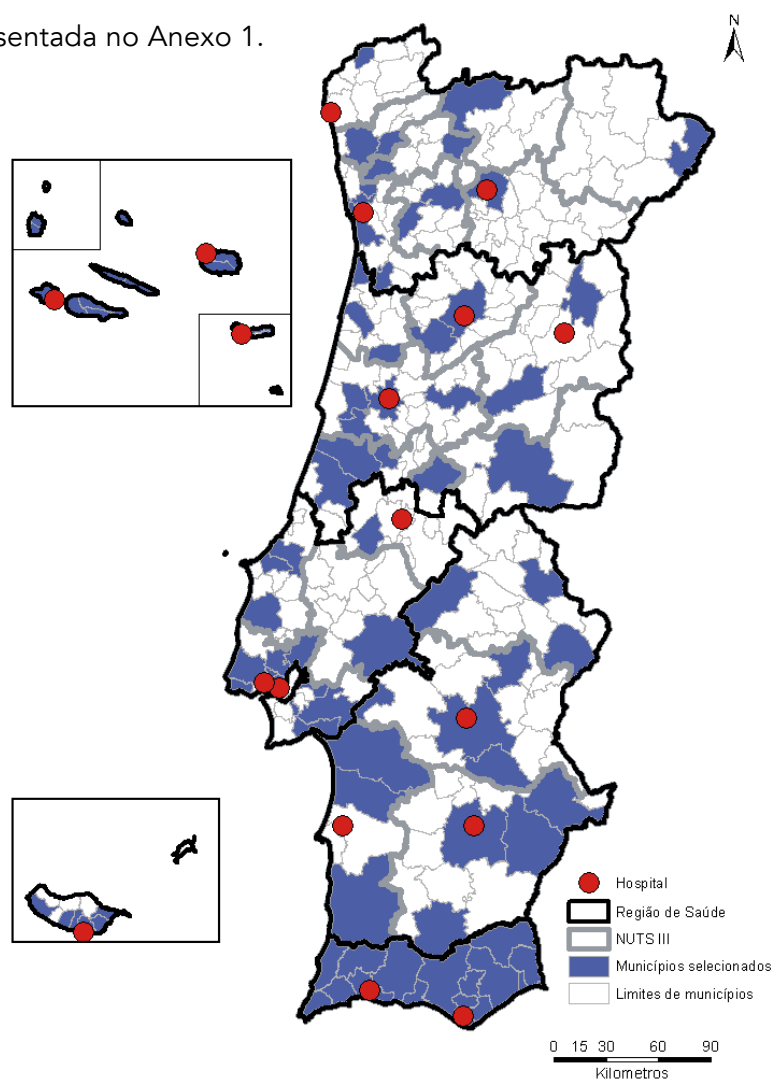 sentada no Anexo 1.
N
Hospital
Região de Saúde
NUTS III
Municípios selecionados
Limites de municípios
0 15 30 60 90
Kilometros